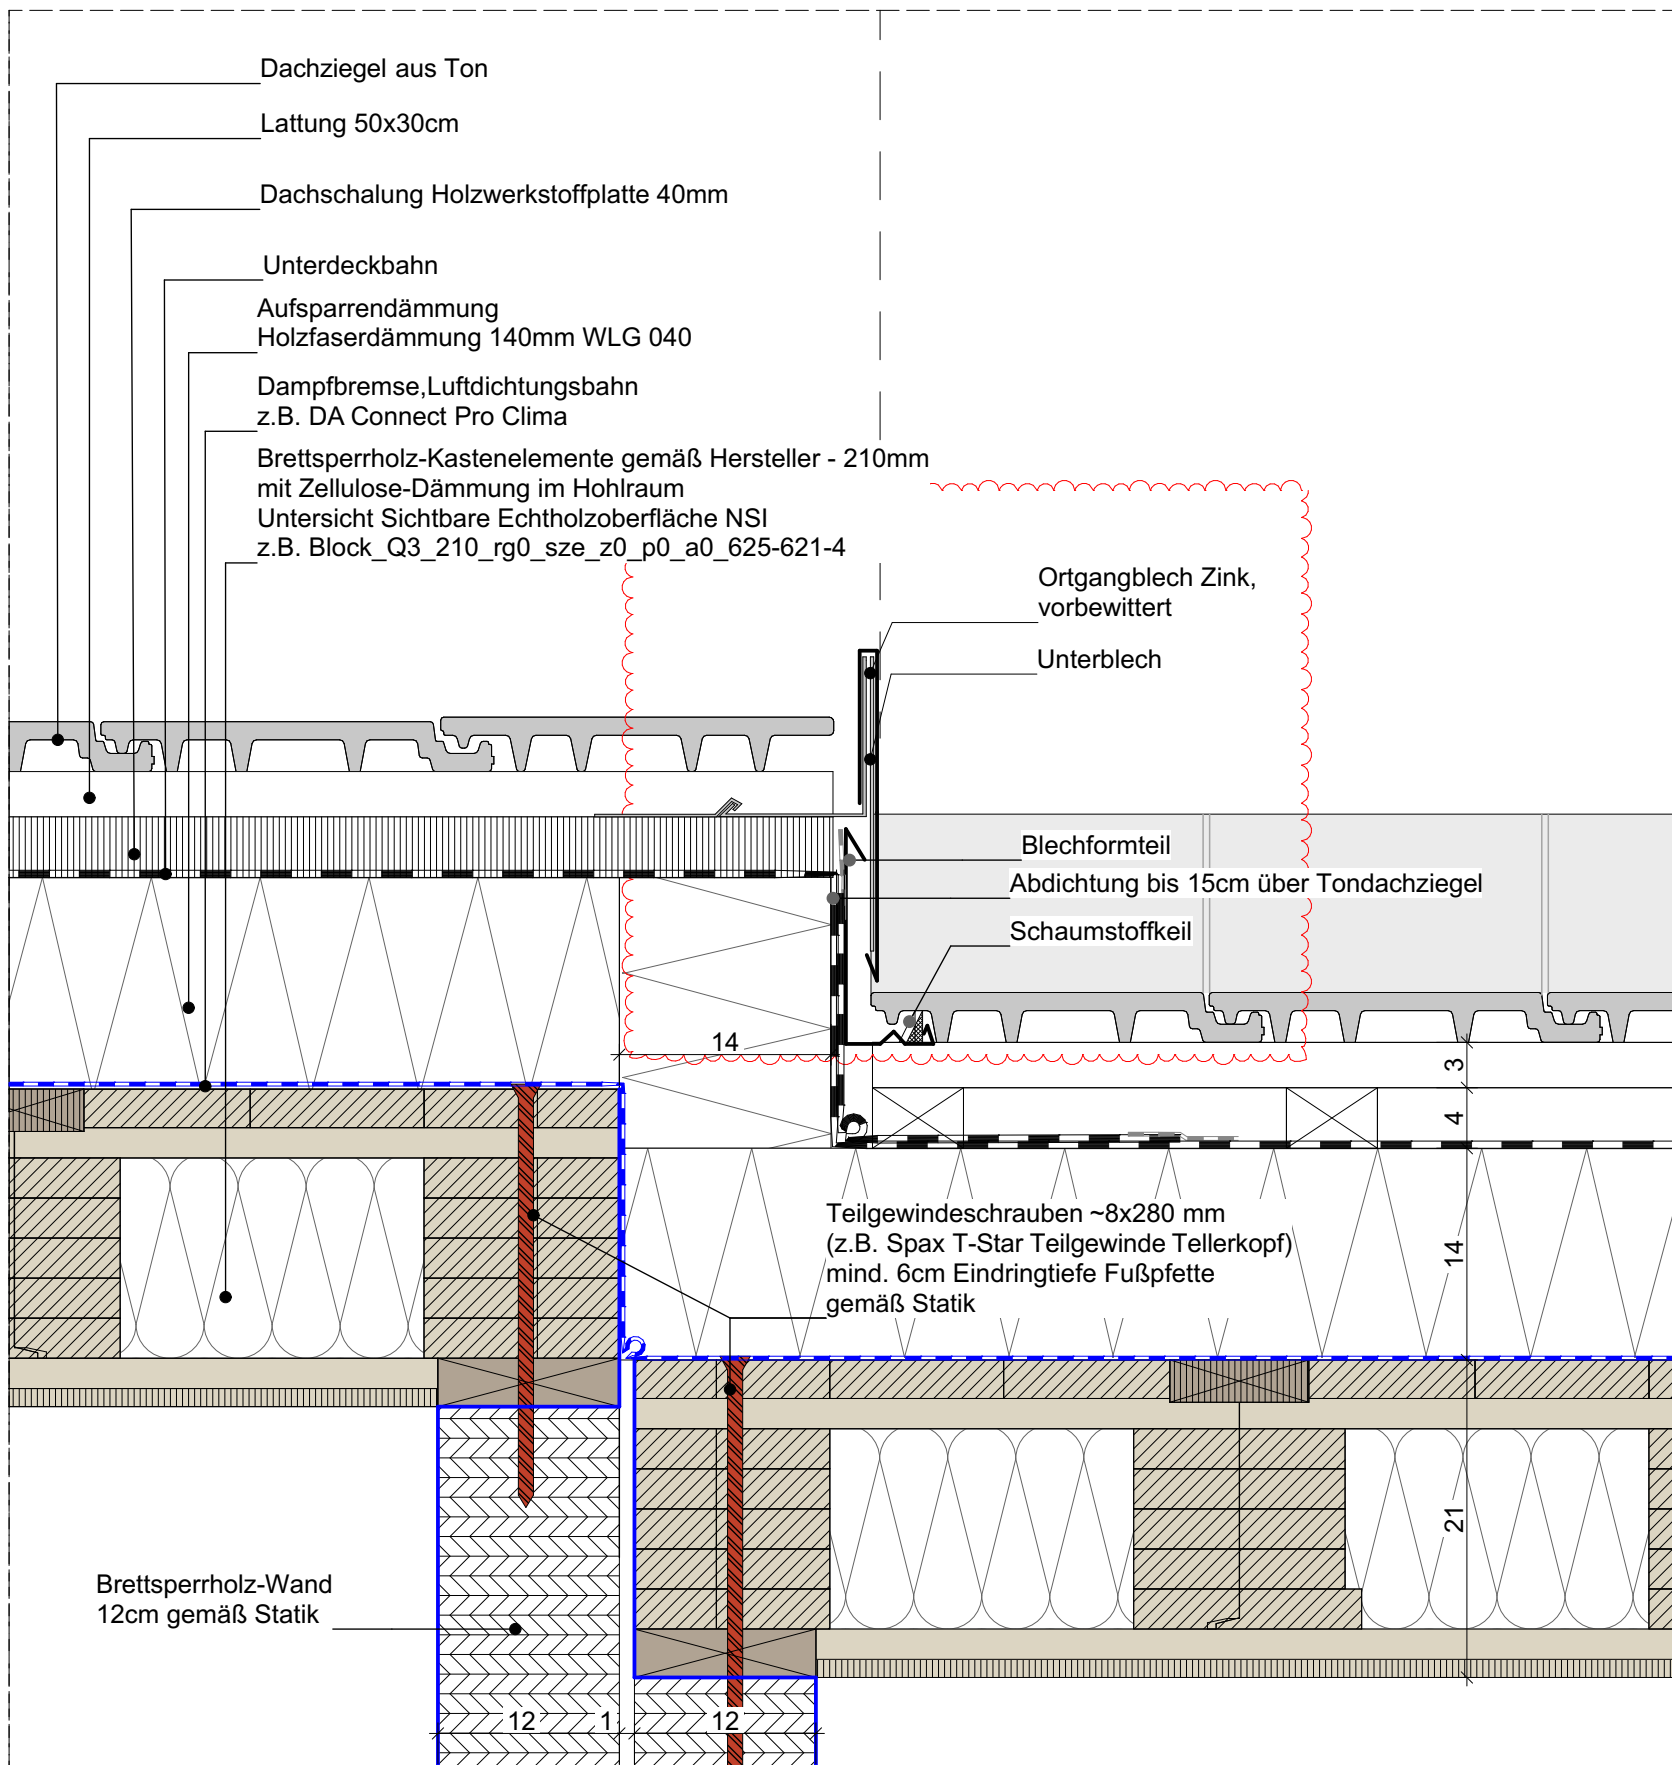 Dachziegel aus Ton
Lattung 50x30cm
Dachschalung Holzwerkstoffplatte 40mm
Unterdeckbahn
Aufsparrendämmung
Holzfaserdämmung 140mm WLG 040
Dampfbremse,Luftdichtungsbahn
z.B. DA Connect Pro Clima
Brettsperrholz-Kastenelemente gemäß Hersteller - 210mm
mit Zellulose-Dämmung im Hohlraum
Untersicht Sichtbare Echtholzoberfläche NSI
z.B. Block_Q3_210_rg0_sze_z0_p0_a0_625-621-4
Ortgangblech Zink,
vorbewittert
Unterblech
Blechformteil
Abdichtung bis 15cm über Tondachziegel
Schaumstoffkeil
14
3
4
Teilgewindeschrauben ~8x280 mm
(z.B. Spax T-Star Teilgewinde Tellerkopf)
mind. 6cm Eindringtiefe Fußpfette
gemäß Statik
14
21
Brettsperrholz-Wand
12cm gemäß Statik
12
1
12